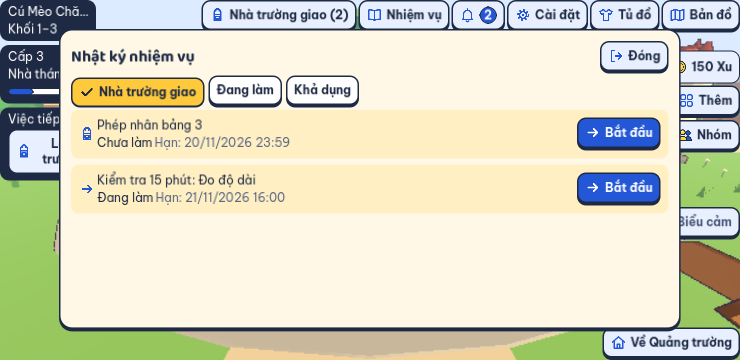 Cú Mèo Chă...
Khối 1–3
Nhà trường giao (2)
Nhiệm vụ
2
Cài đặt
Tủ đồ
Bản đồ
Cấp 3
Nhà thán
150 Xu
Thêm
Nhóm
Việc tiếp
Biểu cảm
Nhật ký nhiệm vụ
Đóng
Nhà trường giao
Đang làm
Khả dụng
Phép nhân bảng 3
Chưa làm Hạn: 20/11/2026 23:59
Bắt đầu
Kiểm tra 15 phút: Đo độ dài
Đang làm Hạn: 21/11/2026 16:00
Bắt đầu
Về Quảng trường